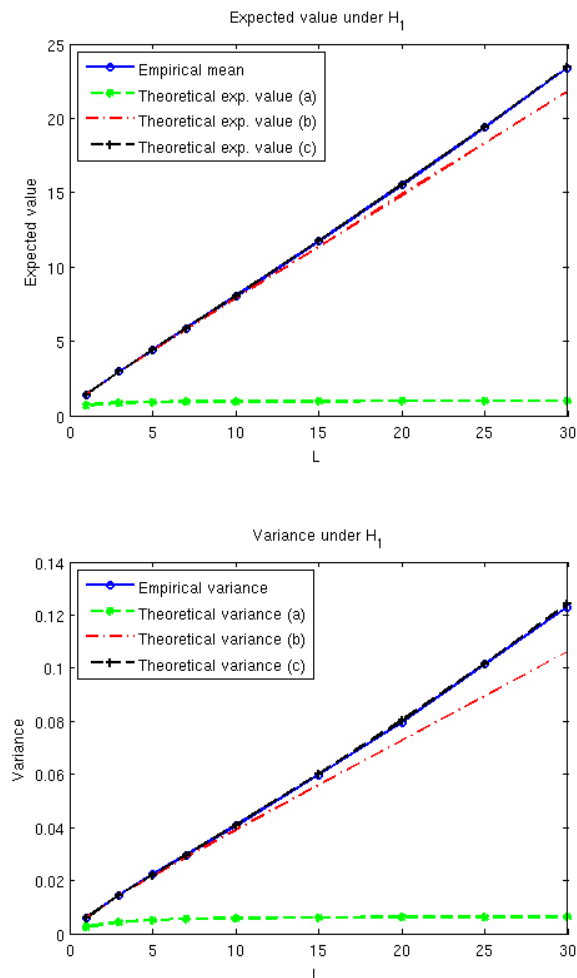 Expected value under H1
25
20
15
10
5
0
Expected value
Empirical mean
Theoretical exp. value (a)
Theoretical exp. value (b)
Theoretical exp. value (c)
0 5 10 15 20 25 30
L
Variance under H1
0.14
0.12
0.1
0.08
0.06
0.04
0.02
0
Variance
Empirical variance
Theoretical variance (a)
Theoretical variance (b)
Theoretical variance (c)
0 5 10 15 20 25 30
L